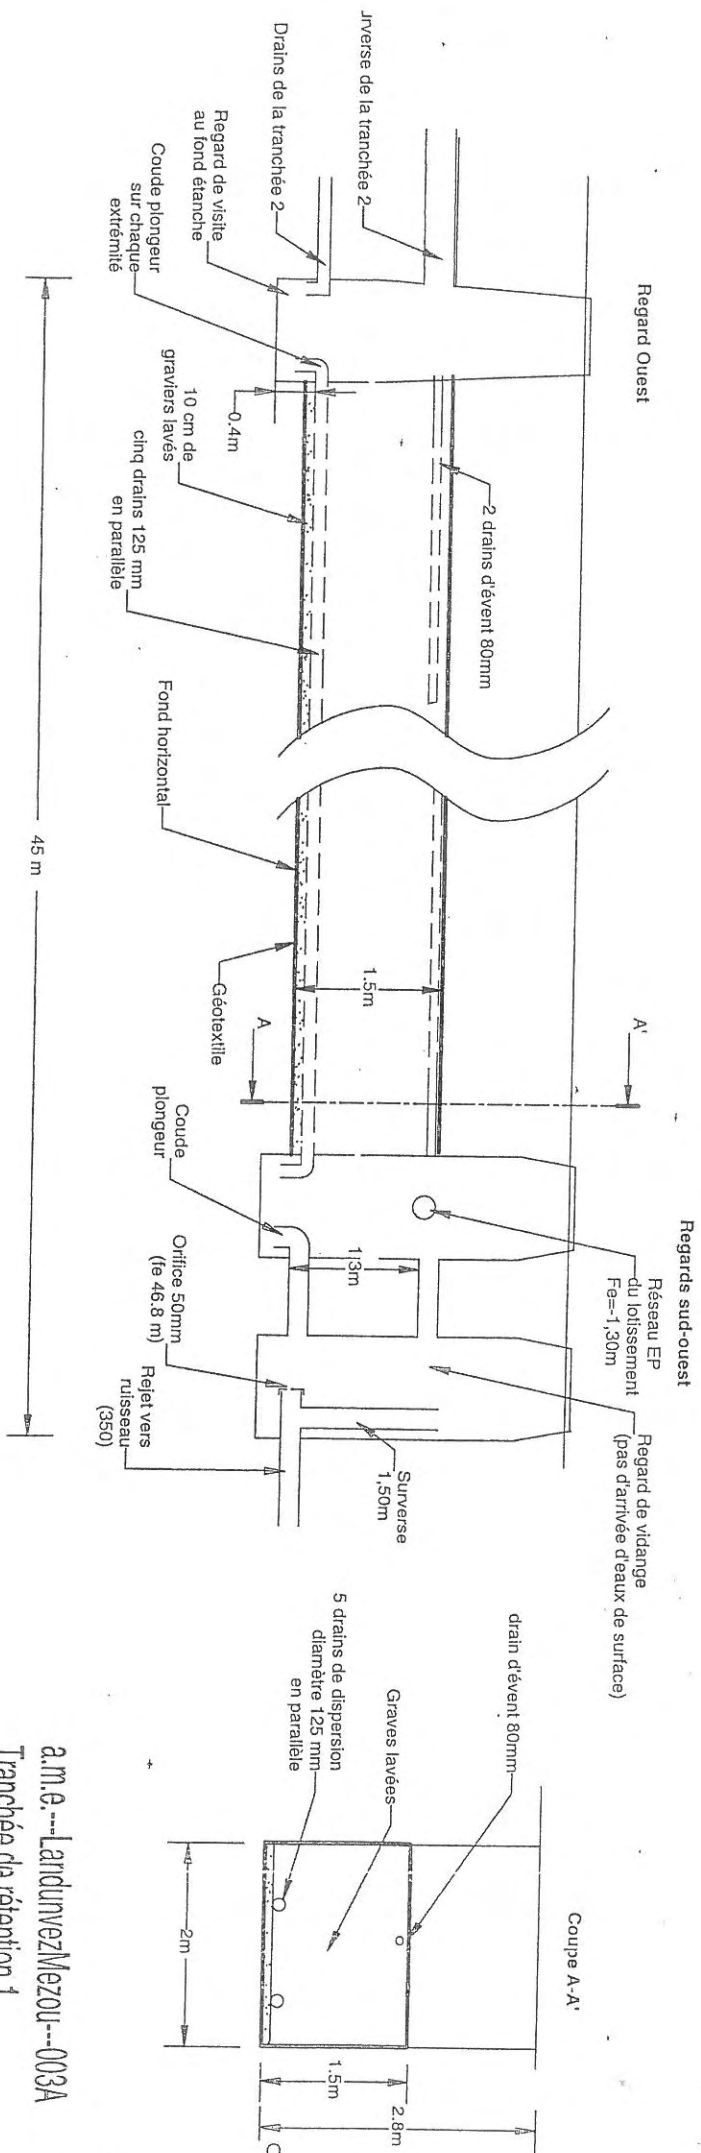 Regard Ouest
Regards sud-ouest
Coupe A-A'
de la tranchée 2
Drains de la tranchée 2
Regard de visite
au fond étanche
Coude plongeur
sur chaque
extrémité
0.4m
10 cm de
graviers lavés
cinq drains 125 mm
en parallèle
2 drains d'évent 80mm
Fond horizontal
Géotextile
1.5m
A
A'
45 m
Réseau EP
du lotissement
Fe=-1,30m
Regard de vidange
(pas d'arrivée d'eaux de surface)
Coude
plongeur
1,3m
Orifice 50mm
(fe 46.8 m)
Rejet vers
ruisseau
(350)
Surverse
1,50m
drain d'évent 80mm
Graves lavées
5 drains de dispersion
diamètre 125 mm
en parallèle
2m
1.5m
2.8m
a.m.e.---LandunvezMezou---003A
Tranchée de rétention 1